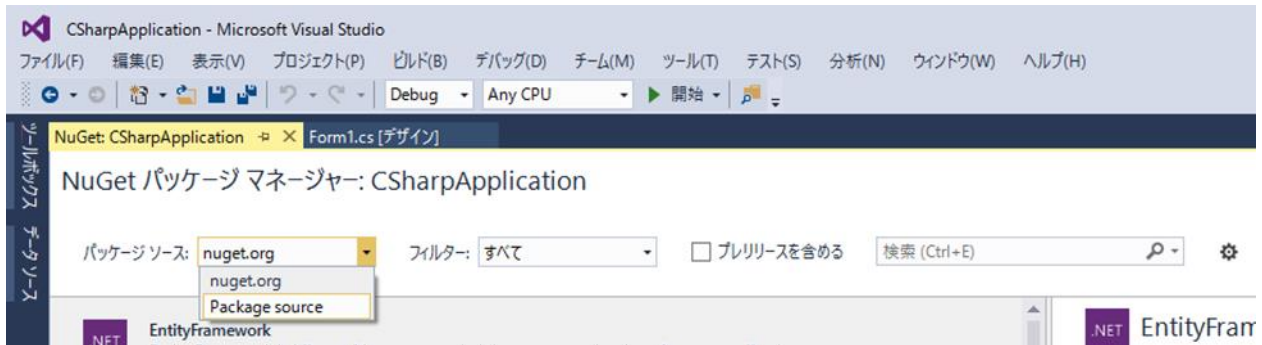 CSharpApplication - Microsoft Visual Studio
ファイル(F) 編集(E) 表示(V) プロジェクト(P) ビルド(B) デバッグ(D) チーム(M) ツール(T) テスト(S) 分析(N) ウィンドウ(W) ヘルプ(H)
Debug Any CPU 開始
ツールボックス
データソース
NuGet: CSharpApplication Form1.cs [デザイン]
NuGet パッケージ マネージャー: CSharpApplication
パッケージ ソース: nuget.org フィルター: すべて プレリリースを含める 検索 (Ctrl+E)
nuget.org
Package source
.NET EntityFramework
.NET EntityFram